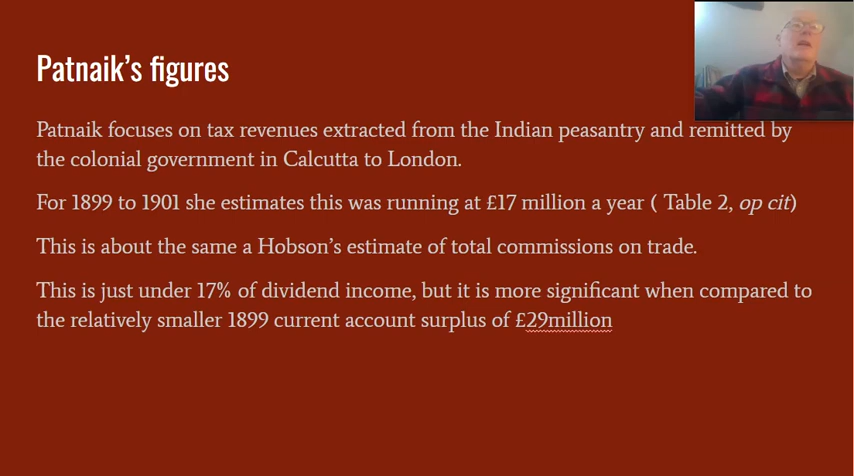 Patnaik’s figures
Patnaik focuses on tax revenues extracted from the Indian peasantry and remitted by
the colonial government in Calcutta to London.
For 1899 to 1901 she estimates this was running at £17 million a year ( Table 2, op cit)
This is about the same a Hobson’s estimate of total commissions on trade.
This is just under 17% of dividend income, but it is more significant when compared to
the relatively smaller 1899 current account surplus of £29million